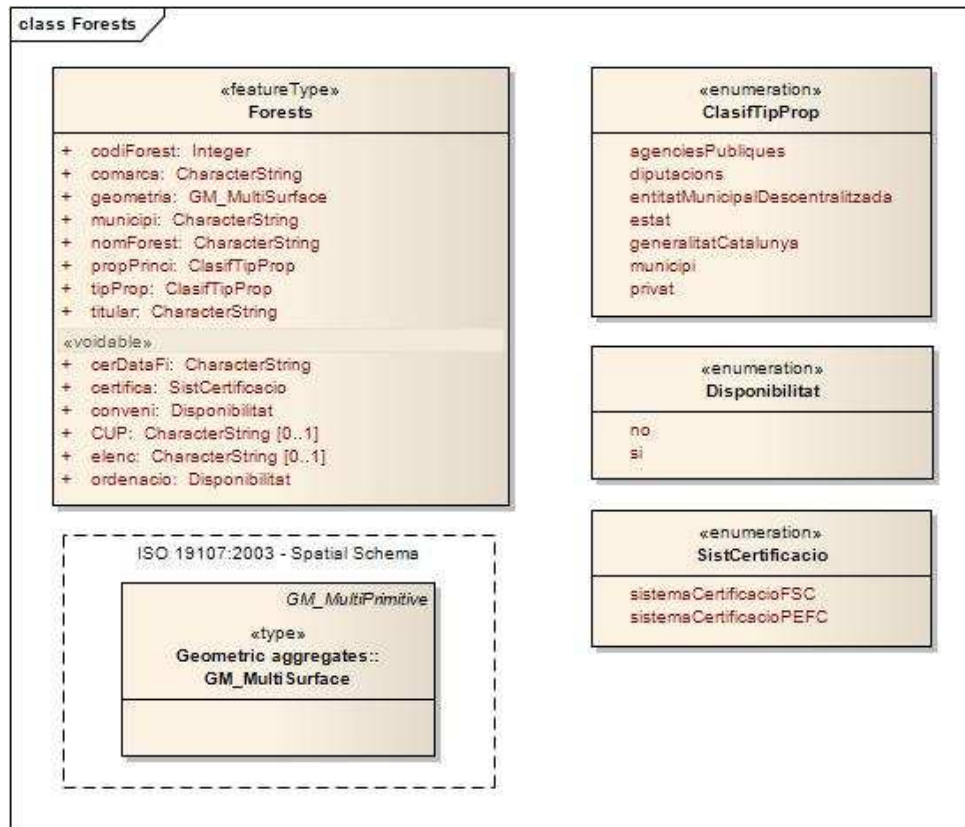 class Forests
«featureType»
Forests
+ codiForest: Integer
+ comarca: CharacterString
+ geometria: GM_MultiSurface
+ municipi: CharacterString
+ nomForest: CharacterString
+ propPrinci: ClasifTipProp
+ tipProp: ClasifTipProp
+ titular: CharacterString
«voidable»
+ cerDataFi: CharacterString
+ certifica: SistCertificacio
+ conveni: Disponibilitat
+ CUP: CharacterString [0..1]
+ elenc: CharacterString [0..1]
+ ordenacio: Disponibilitat
«enumeration»
ClasifTipProp
agenciesPubliques
diputacions
entitatMunicipalDescentralitzada
estat
generalitatCatalunya
municipi
privat
«enumeration»
Disponibilitat
no
si
«enumeration»
SistCertificacio
sistemaCertificacioFSC
sistemaCertificacioPEFC
ISO 19107:2003 - Spatial Schema
GM_MultiPrimitive
«type»
Geometric aggregates::
GM_MultiSurface